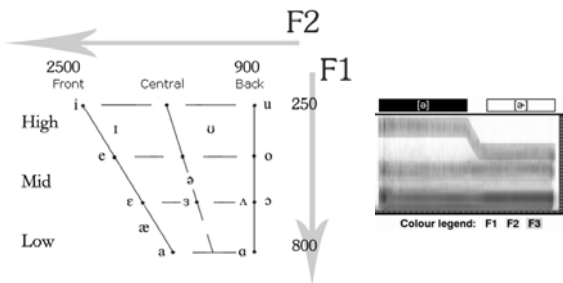 F2
F1
2500 900
Front Central Back
i u 250
High ɪ ʊ
e o
Mid ə
ɛ ɜ ʌ ɔ
æ
Low a ɑ 800
[ə] [ɚ]
Colour legend: F1 F2 F3